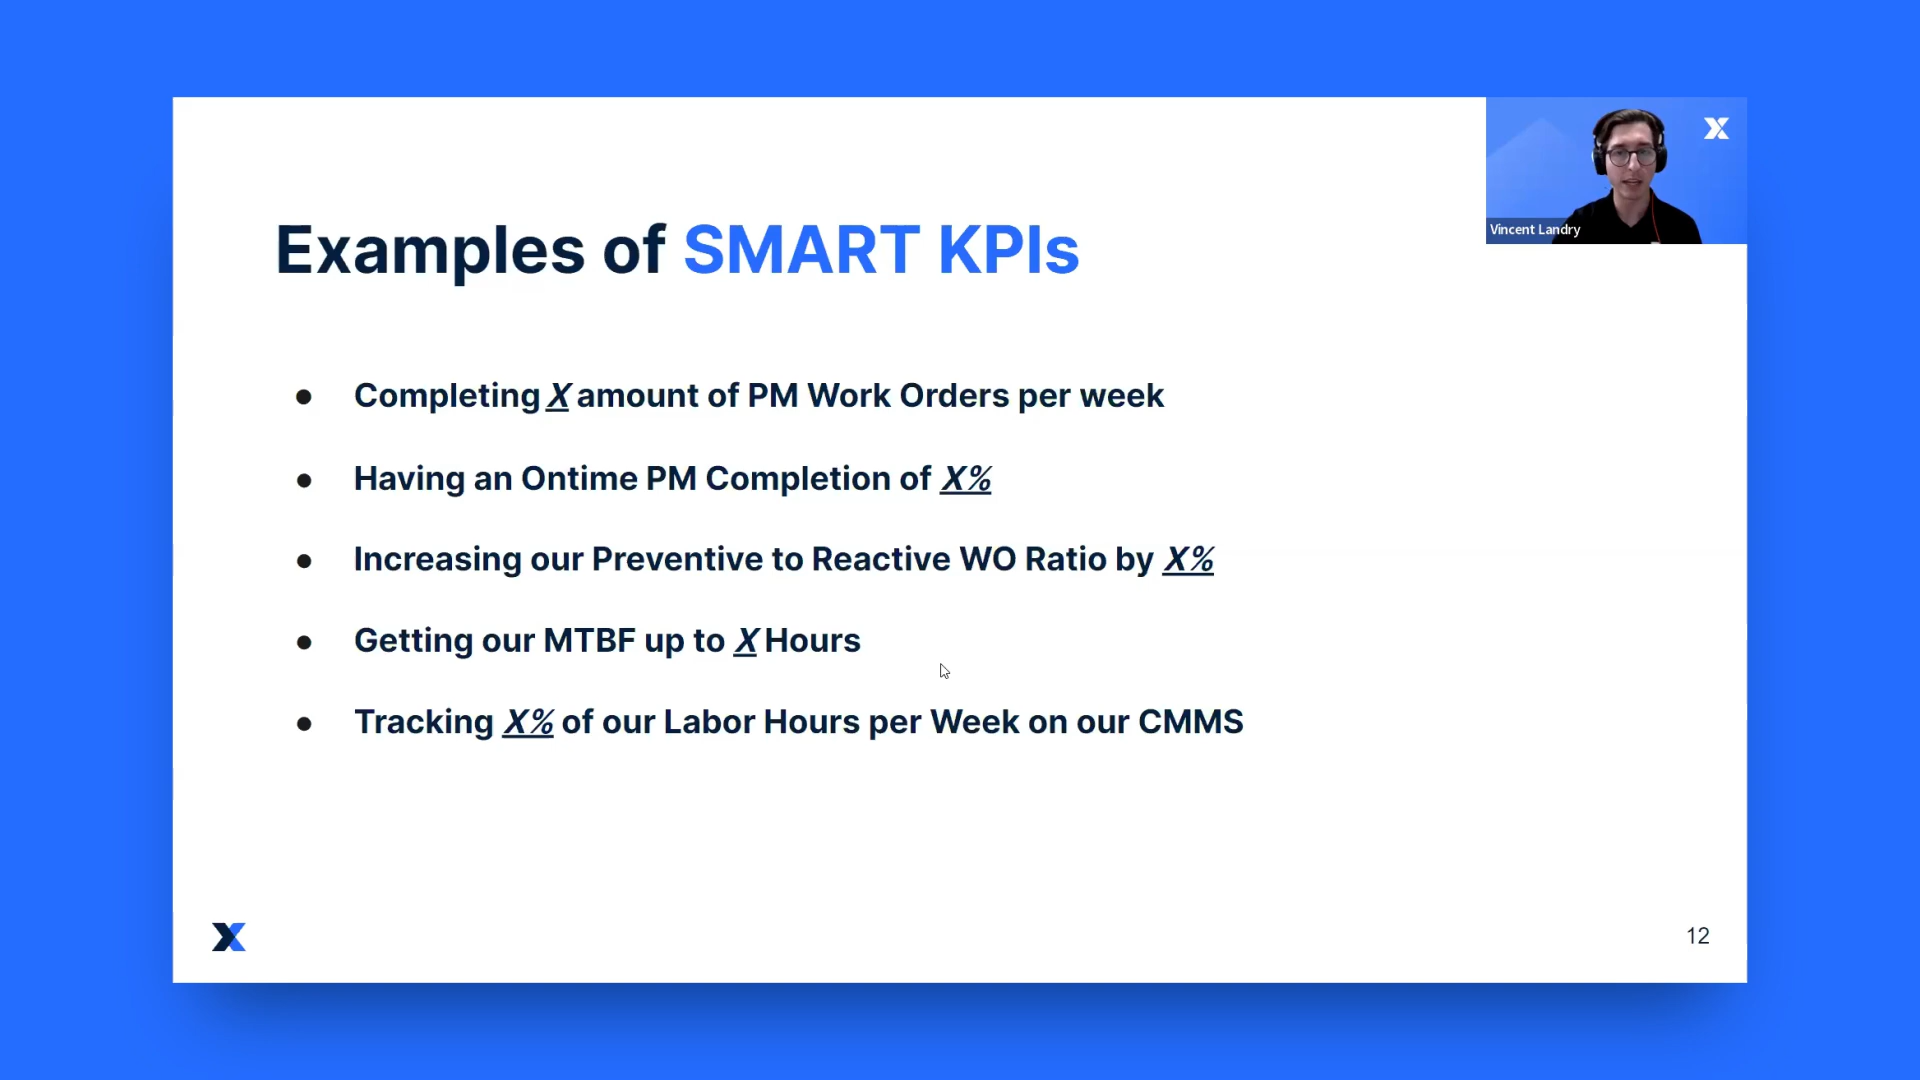 Vincent Landry
Examples of SMART KPIs
● Completing X amount of PM Work Orders per week
● Having an Ontime PM Completion of X%
● Increasing our Preventive to Reactive WO Ratio by X%
● Getting our MTBF up to X Hours
● Tracking X% of our Labor Hours per Week on our CMMS
12